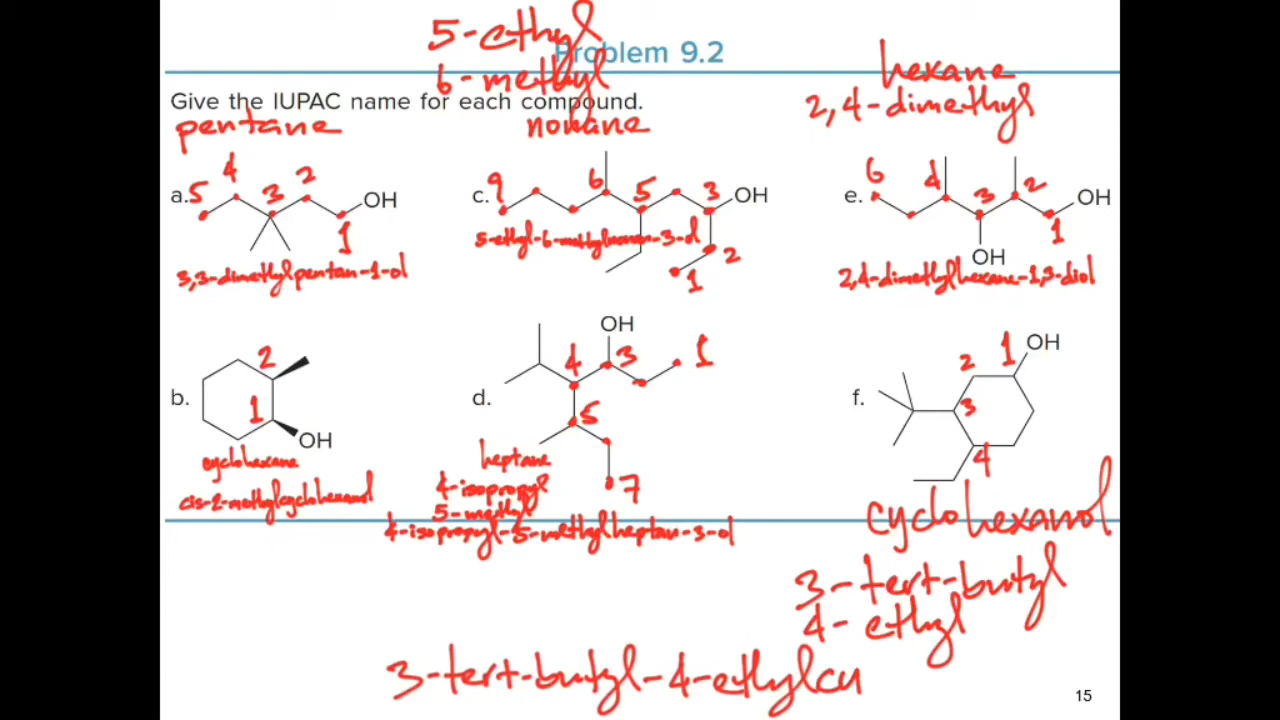 5-ethyl
Problem 9.2
6-methyl
hexane
2,4-dimethyl
Give the IUPAC name for each compound.
pentane
nonane
a.
5
4
3
2
1
OH
3,3-dimethylpentan-1-ol
c.
9
6
5
3
OH
2
1
5-ethyl-6-methylnonan-3-ol
e.
6
4
3
2
1
OH
OH
2,4-dimethylhexane-1,3-diol
b.
2
1
OH
cyclohexane
cis-2-methylcyclohexanol
d.
OH
4
3
1
5
7
heptane
4-isopropyl
5-methyl
4-isopropyl-5-methylheptan-3-ol
f.
OH
1
2
3
4
cyclohexanol
3-tert-butyl
4-ethyl
3-tert-butyl-4-ethylcy
15